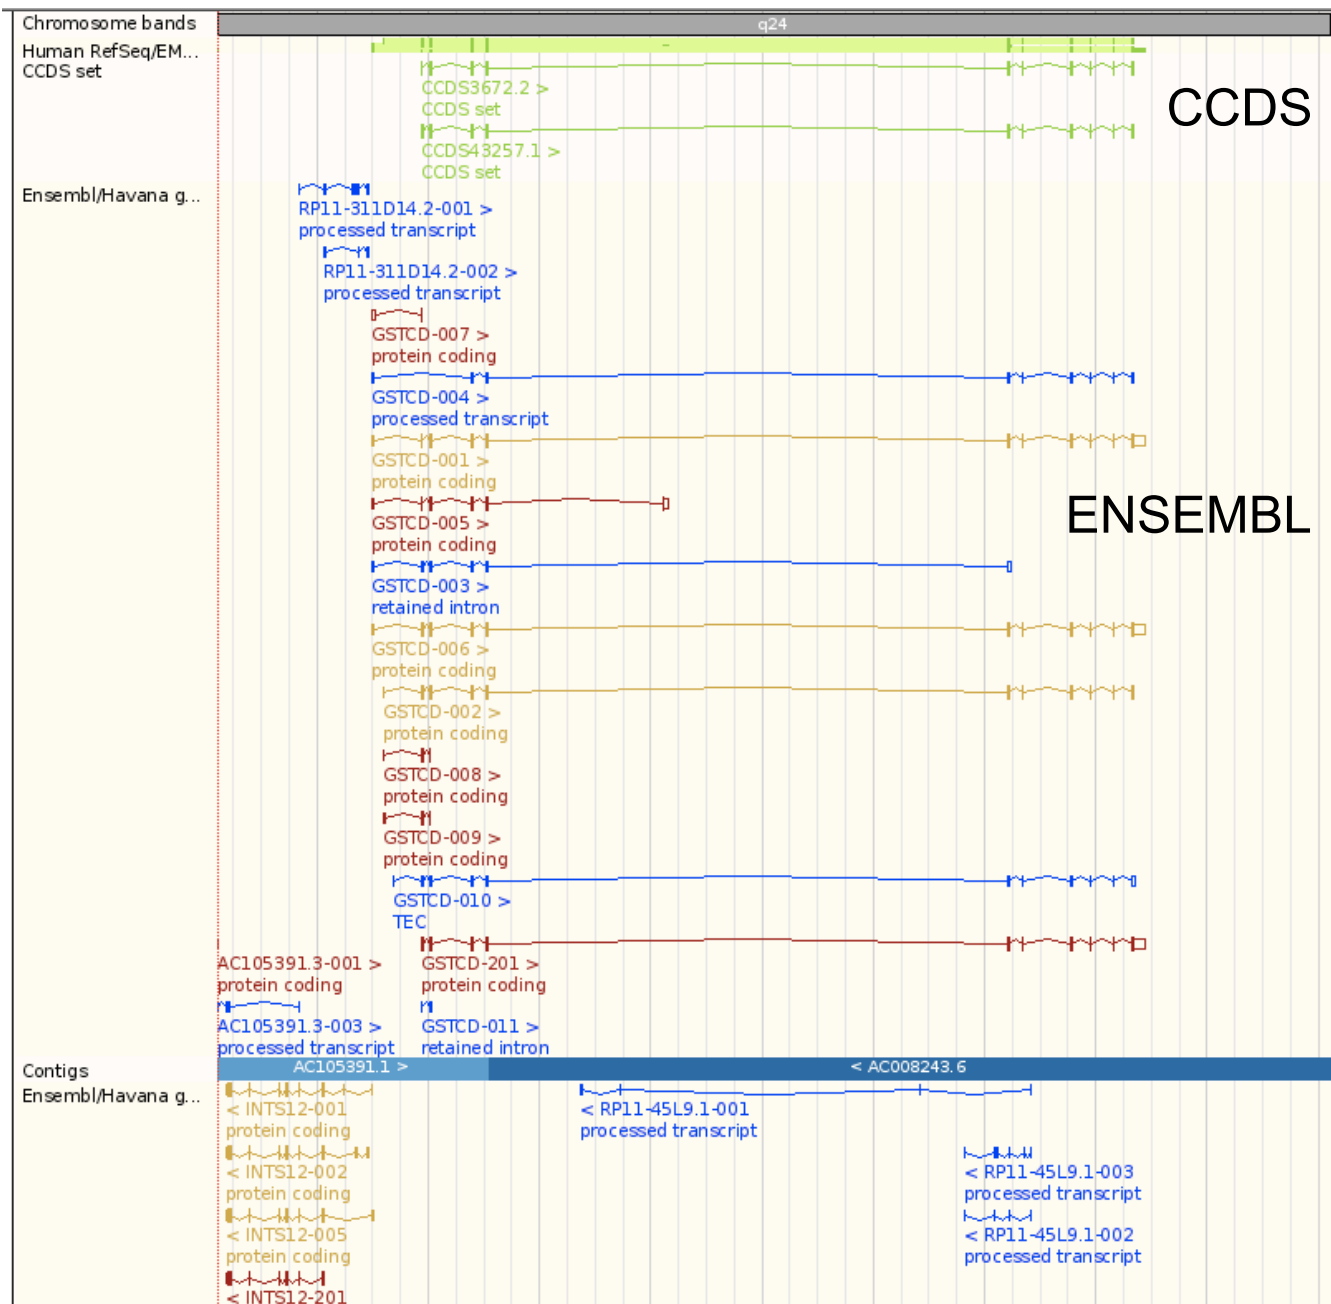 Chromosome bands
q24
Human RefSeq/EM...
CCDS set
CCDS3672.2 >
CCDS set
CCDS
CCDS43257.1 >
CCDS set
Ensembl/Havana g...
RP11-311D14.2-001 >
processed transcript
RP11-311D14.2-002 >
processed transcript
GSTCD-007 >
protein coding
GSTCD-004 >
processed transcript
GSTCD-001 >
protein coding
ENSEMBL
GSTCD-005 >
protein coding
GSTCD-003 >
retained intron
GSTCD-006 >
protein coding
GSTCD-002 >
protein coding
GSTCD-008 >
protein coding
GSTCD-009 >
protein coding
GSTCD-010 >
TEC
AC105391.3-001 > GSTCD-201 >
protein coding protein coding
AC105391.3-003 > GSTCD-011 >
processed transcript retained intron
Contigs AC105391.1 > < AC008243.6
Ensembl/Havana g...
< INTS12-001 < RP11-45L9.1-001
protein coding processed transcript
< INTS12-002 < RP11-45L9.1-003
protein coding processed transcript
< INTS12-005 < RP11-45L9.1-002
protein coding processed transcript
< INTS12-201